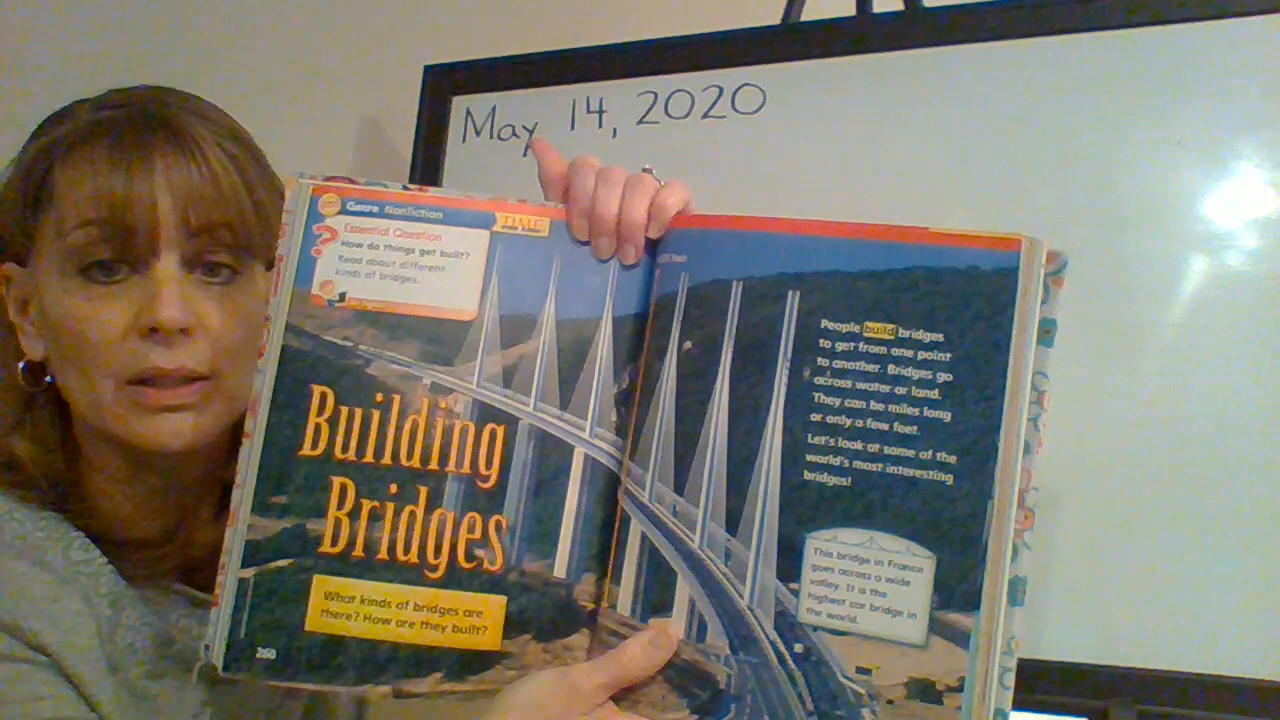 May 14, 2020
Genre Nonfiction
TIME
FOR KIDS
Essential Question
How do things get built?
Read about different
kinds of bridges.
Building
Bridges
What kinds of bridges are
there? How are they built?
260
People build bridges
to get from one point
to another. Bridges go
across water or land.
They can be miles long
or only a few feet.
Let's look at some of the
world's most interesting
bridges!
This bridge in France
goes across a wide
valley. It is the
highest car bridge in
the world.